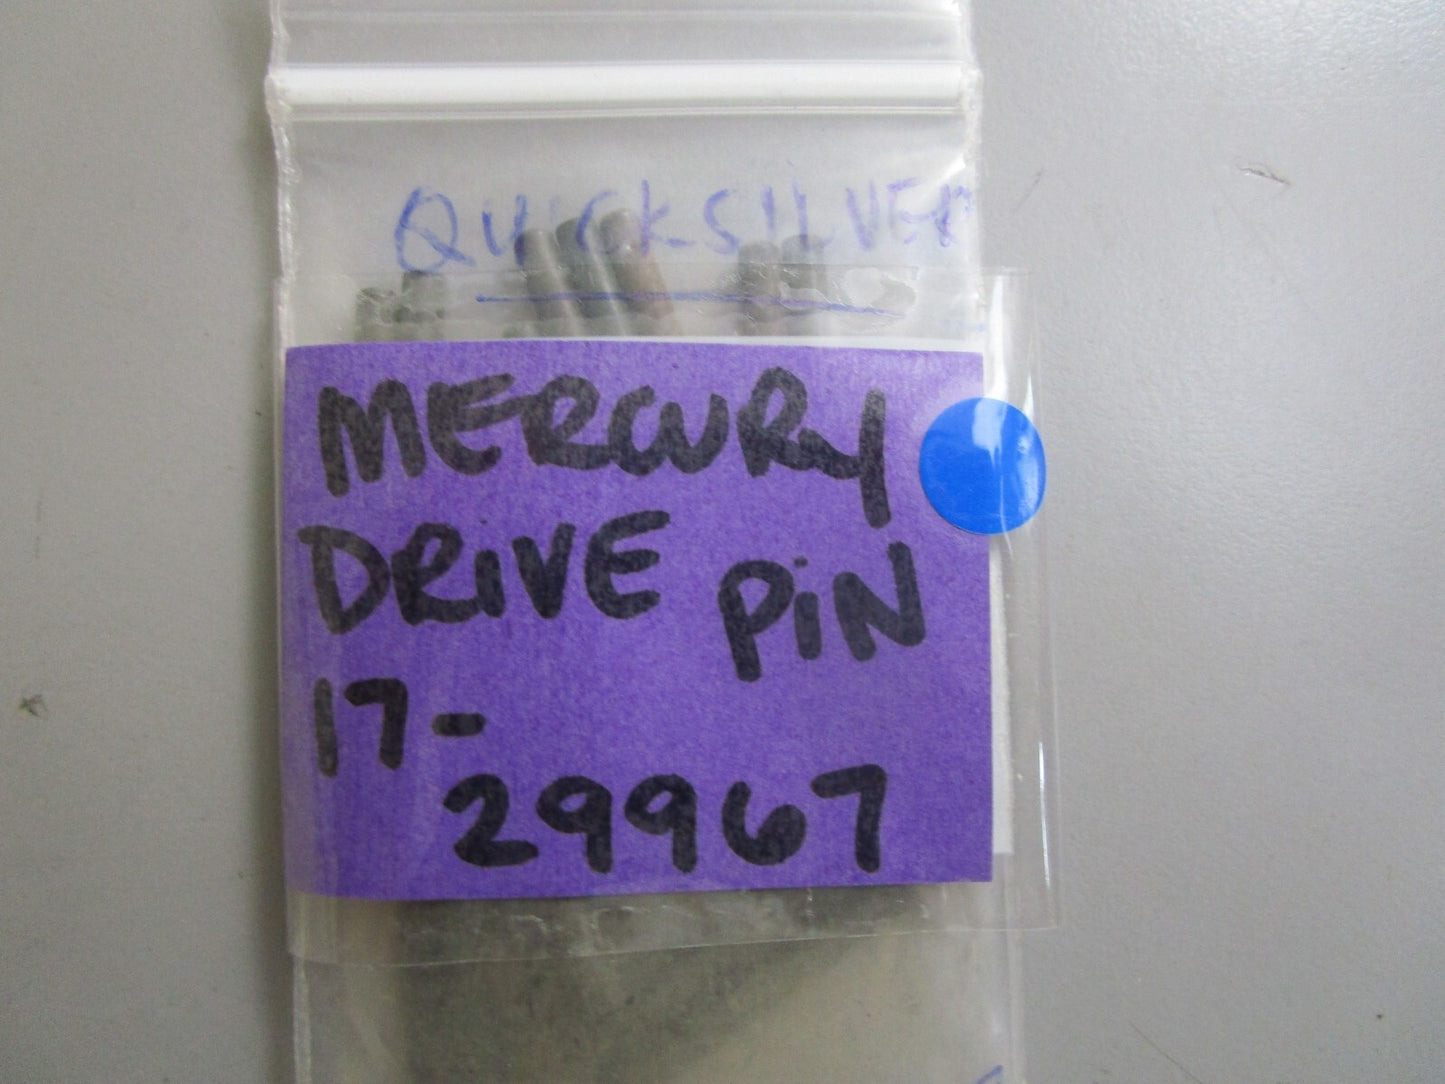 QUICKSILVER
MERCURY
DRIVE PiN
17-
29967